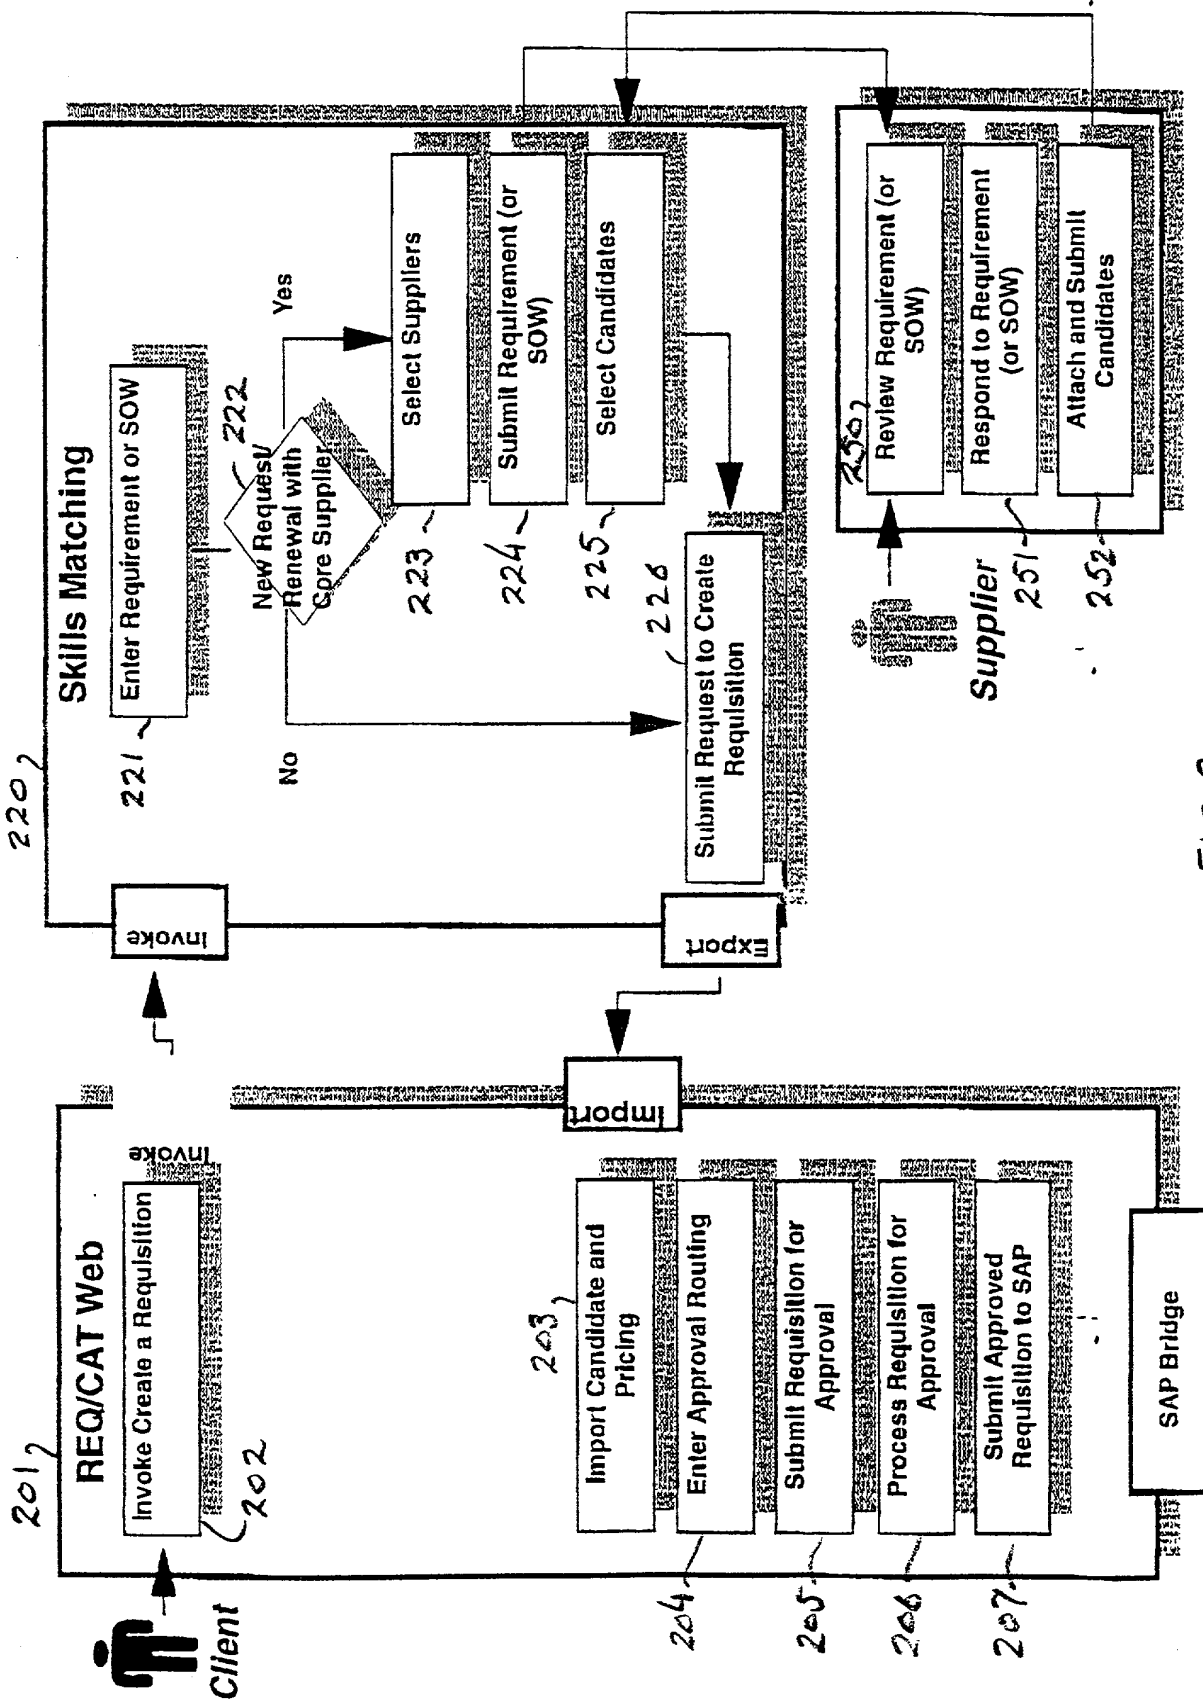 201
REQ/CAT Web
Client
Invoke Create a Requisition
202
Invoke
203
Import Candidate and
Pricing
204
Enter Approval Routing
205
Submit Requisition for
Approval
206
Process Requisition for
Approval
207
Submit Approved
Requisition to SAP
SAP Bridge
Import
220
Skills Matching
Invoke
Export
221
Enter Requirement or SOW
222
New Request/
Renewal with
Core Supplier
Yes
No
223
Select Suppliers
224
Submit Requirement (or
SOW)
225
Select Candidates
226
Submit Request to Create
Requisition
Supplier
250
Review Requirement (or
SOW)
251
Respond to Requirement
(or SOW)
252
Attach and Submit
Candidates